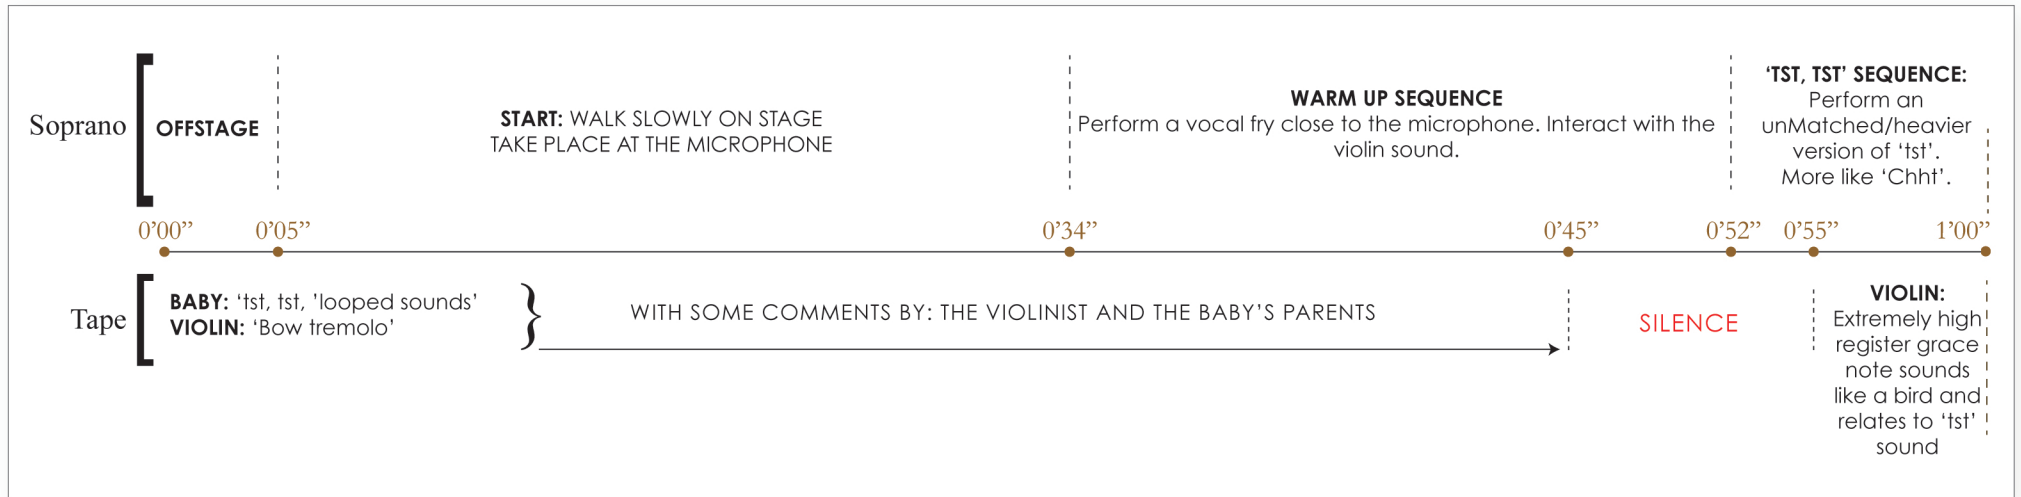 ‘TST, TST’ SEQUENCE:
Perform an
unMatched/heavier
version of ‘tst’.
More like ‘Chht’.
WARM UP SEQUENCE
Perform a vocal fry close to the microphone. Interact with the
violin sound.
START: WALK SLOWLY ON STAGE
TAKE PLACE AT THE MICROPHONE
Soprano
OFFSTAGE
0’00” 0’05” 0’34” 0’45” 0’52” 0’55” 1’00”
Tape
BABY: ‘tst, tst, ’looped sounds’
VIOLIN: ‘Bow tremolo’
WITH SOME COMMENTS BY: THE VIOLINIST AND THE BABY’S PARENTS
SILENCE
VIOLIN:
Extremely high
register grace
note sounds
like a bird and
relates to ‘tst’
sound